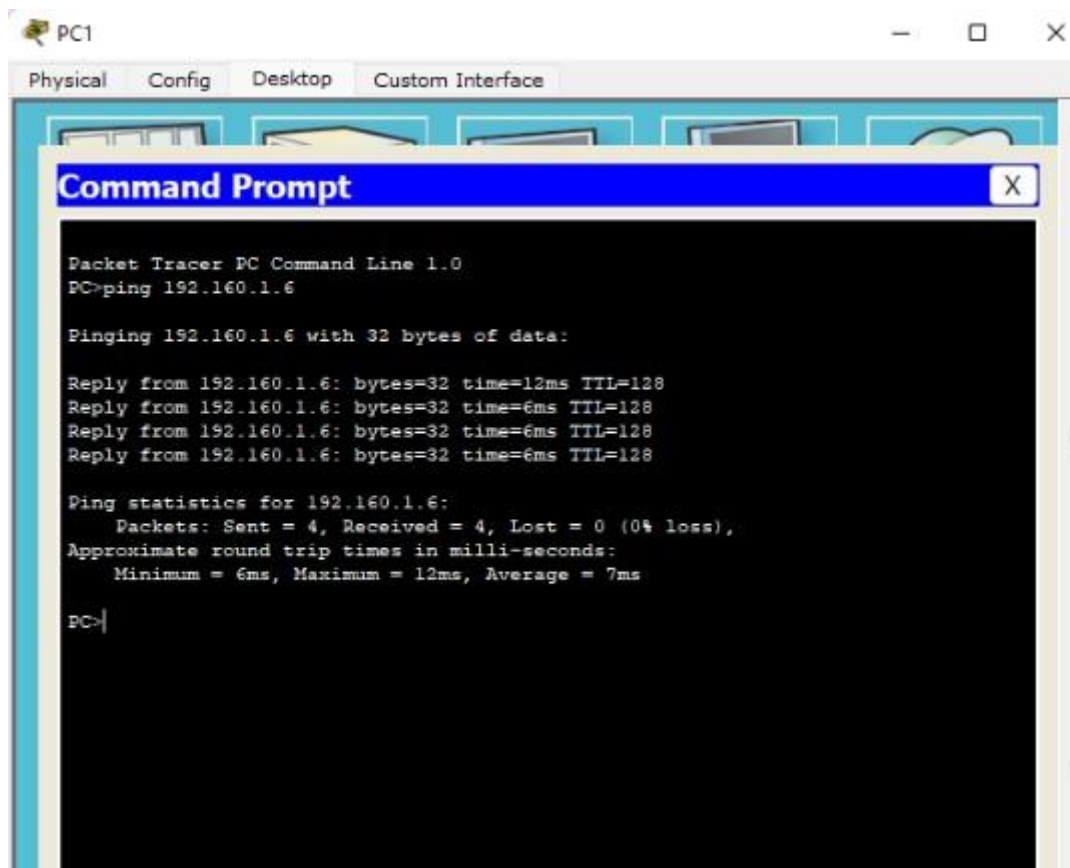 PC1
Physical Config Desktop Custom Interface
Command Prompt X
Packet Tracer PC Command Line 1.0
PC>ping 192.160.1.6
Pinging 192.160.1.6 with 32 bytes of data:
Reply from 192.160.1.6: bytes=32 time=12ms TTL=128
Reply from 192.160.1.6: bytes=32 time=6ms TTL=128
Reply from 192.160.1.6: bytes=32 time=6ms TTL=128
Reply from 192.160.1.6: bytes=32 time=6ms TTL=128
Ping statistics for 192.160.1.6:
Packets: Sent = 4, Received = 4, Lost = 0 (0% loss),
Approximate round trip times in milli-seconds:
Minimum = 6ms, Maximum = 12ms, Average = 7ms
PC>